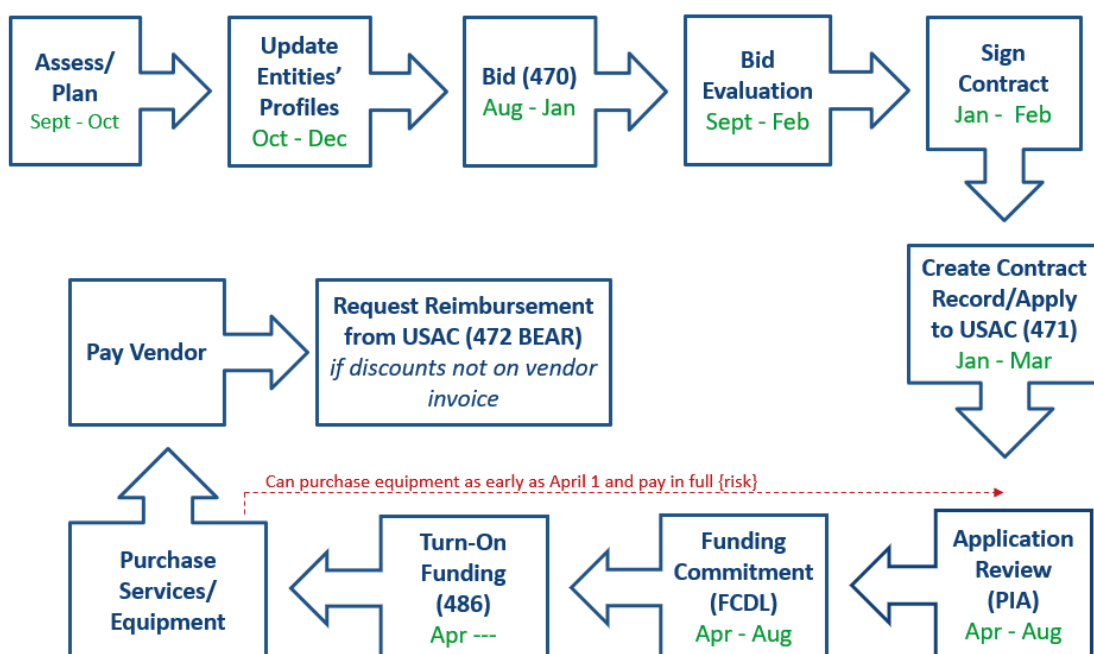 Assess/
Plan
Sept - Oct
Update
Entities'
Profiles
Oct - Dec
Bid (470)
Aug - Jan
Bid
Evaluation
Sept - Feb
Sign
Contract
Jan - Feb
Create Contract
Record/Apply
to USAC (471)
Jan - Mar
Application
Review
(PIA)
Apr - Aug
Funding
Commitment
(FCDL)
Apr - Aug
Turn-On
Funding
(486)
Apr ---
Can purchase equipment as early as April 1 and pay in full {risk}
Purchase
Services/
Equipment
Pay Vendor
Request Reimbursement
from USAC (472 BEAR)
if discounts not on vendor
invoice